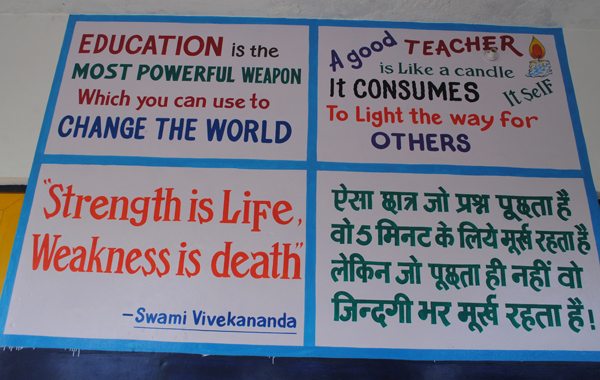 EDUCATION is the
MOST POWERFUL WEAPON
Which you can use to
CHANGE THE WORLD
A good TEACHER
is Like a candle
It CONSUMES It Self
To Light the way for
OTHERS
"Strength is Life,
Weakness is death"
-Swami Vivekananda
ऐसा छात्र जो प्रश्न पूछता है
वो 5 मिनट के लिये मूर्ख रहता है
लेकिन जो पूछता ही नहीं वो
जिन्दगी भर मूर्ख रहता है!